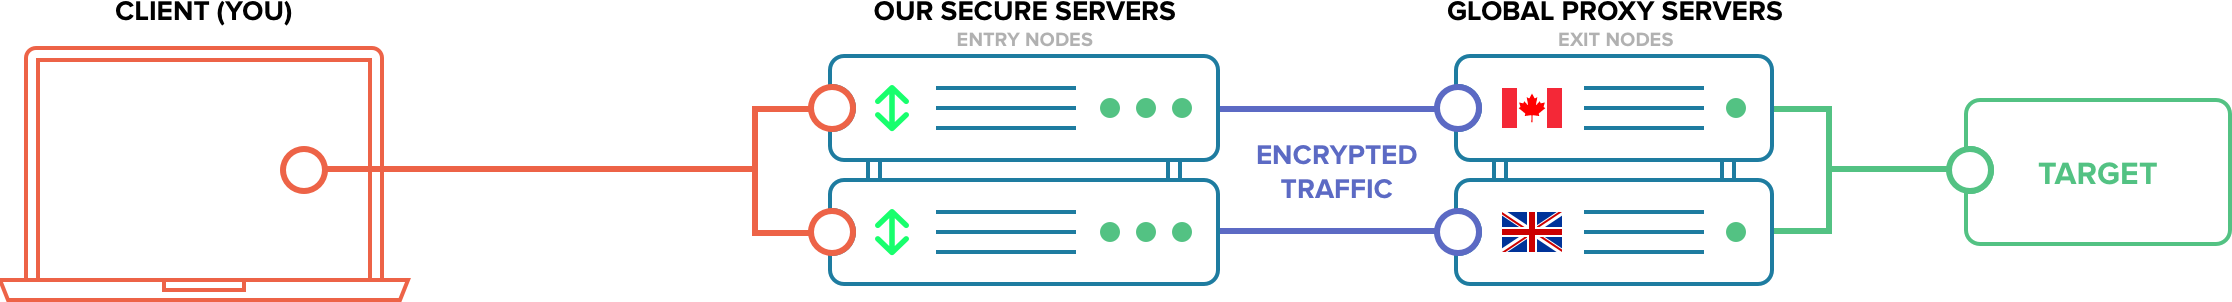 CLIENT (YOU)
OUR SECURE SERVERS
ENTRY NODES
GLOBAL PROXY SERVERS
EXIT NODES
ENCRYPTED
TRAFFIC
TARGET